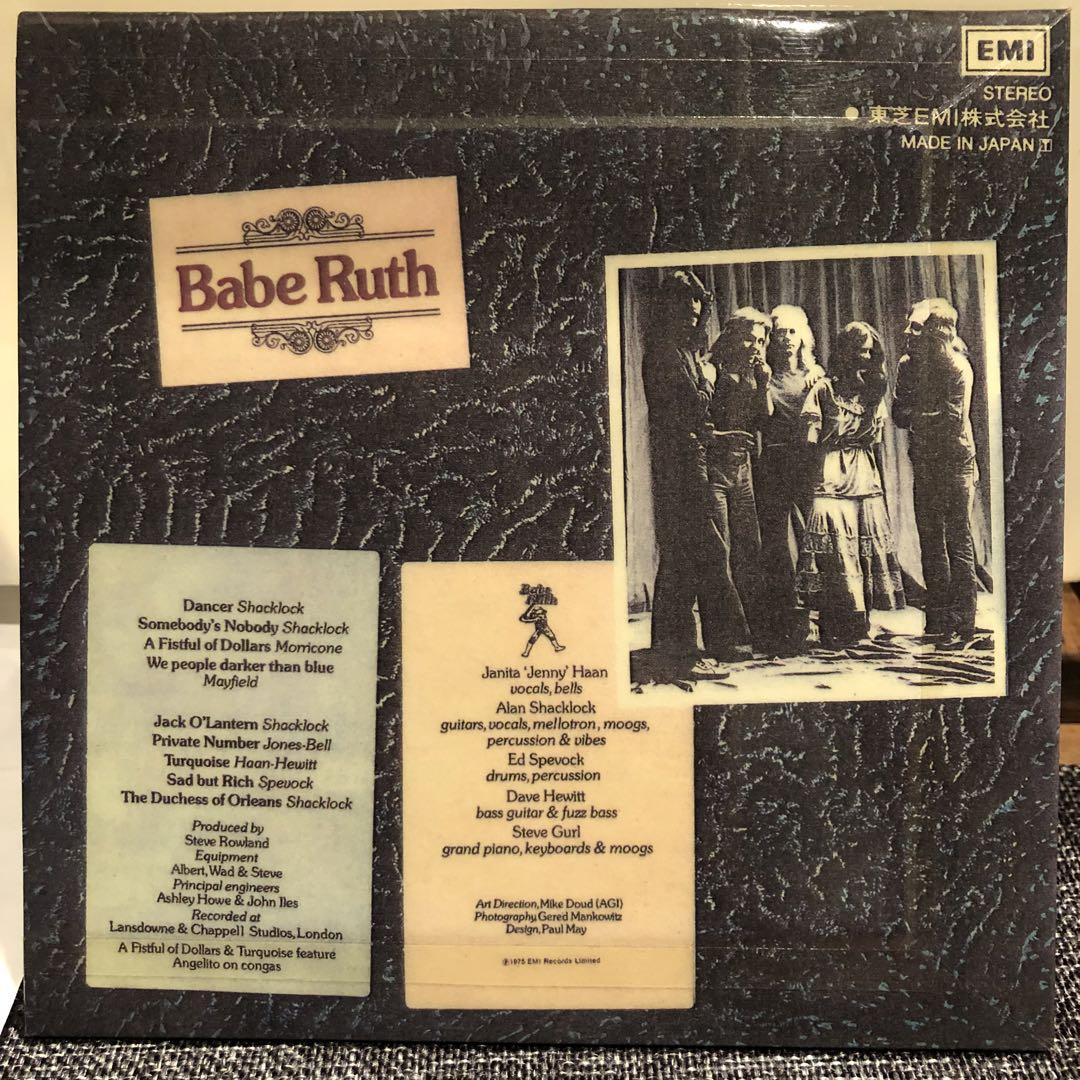 EMI
STEREO
● 東芝EMI株式会社
MADE IN JAPAN T
Babe Ruth
Dancer Shacklock
Somebody's Nobody Shacklock
A Fistful of Dollars Morricone
We people darker than blue
Mayfield
Jack O'Lantern Shacklock
Private Number Jones-Bell
Turquoise Haan-Hewitt
Sad but Rich Spevock
The Duchess of Orleans Shacklock
Produced by
Steve Rowland
Equipment
Albert, Wad & Steve
Principal engineers
Ashley Howe & John Iles
Recorded at
Lansdowne & Chappell Studios, London
A Fistful of Dollars & Turquoise feature
Angelito on congas
Babe
Ruth
Janita 'Jenny' Haan
vocals, bells
Alan Shacklock
guitars, vocals, mellotron, moogs,
percussion & vibes
Ed Spevock
drums, percussion
Dave Hewitt
bass guitar & fuzz bass
Steve Gurl
grand piano, keyboards & moogs
Art Direction, Mike Doud (AGI)
Photography, Gered Mankowitz
Design, Paul May
℗1975 EMI Records Limited